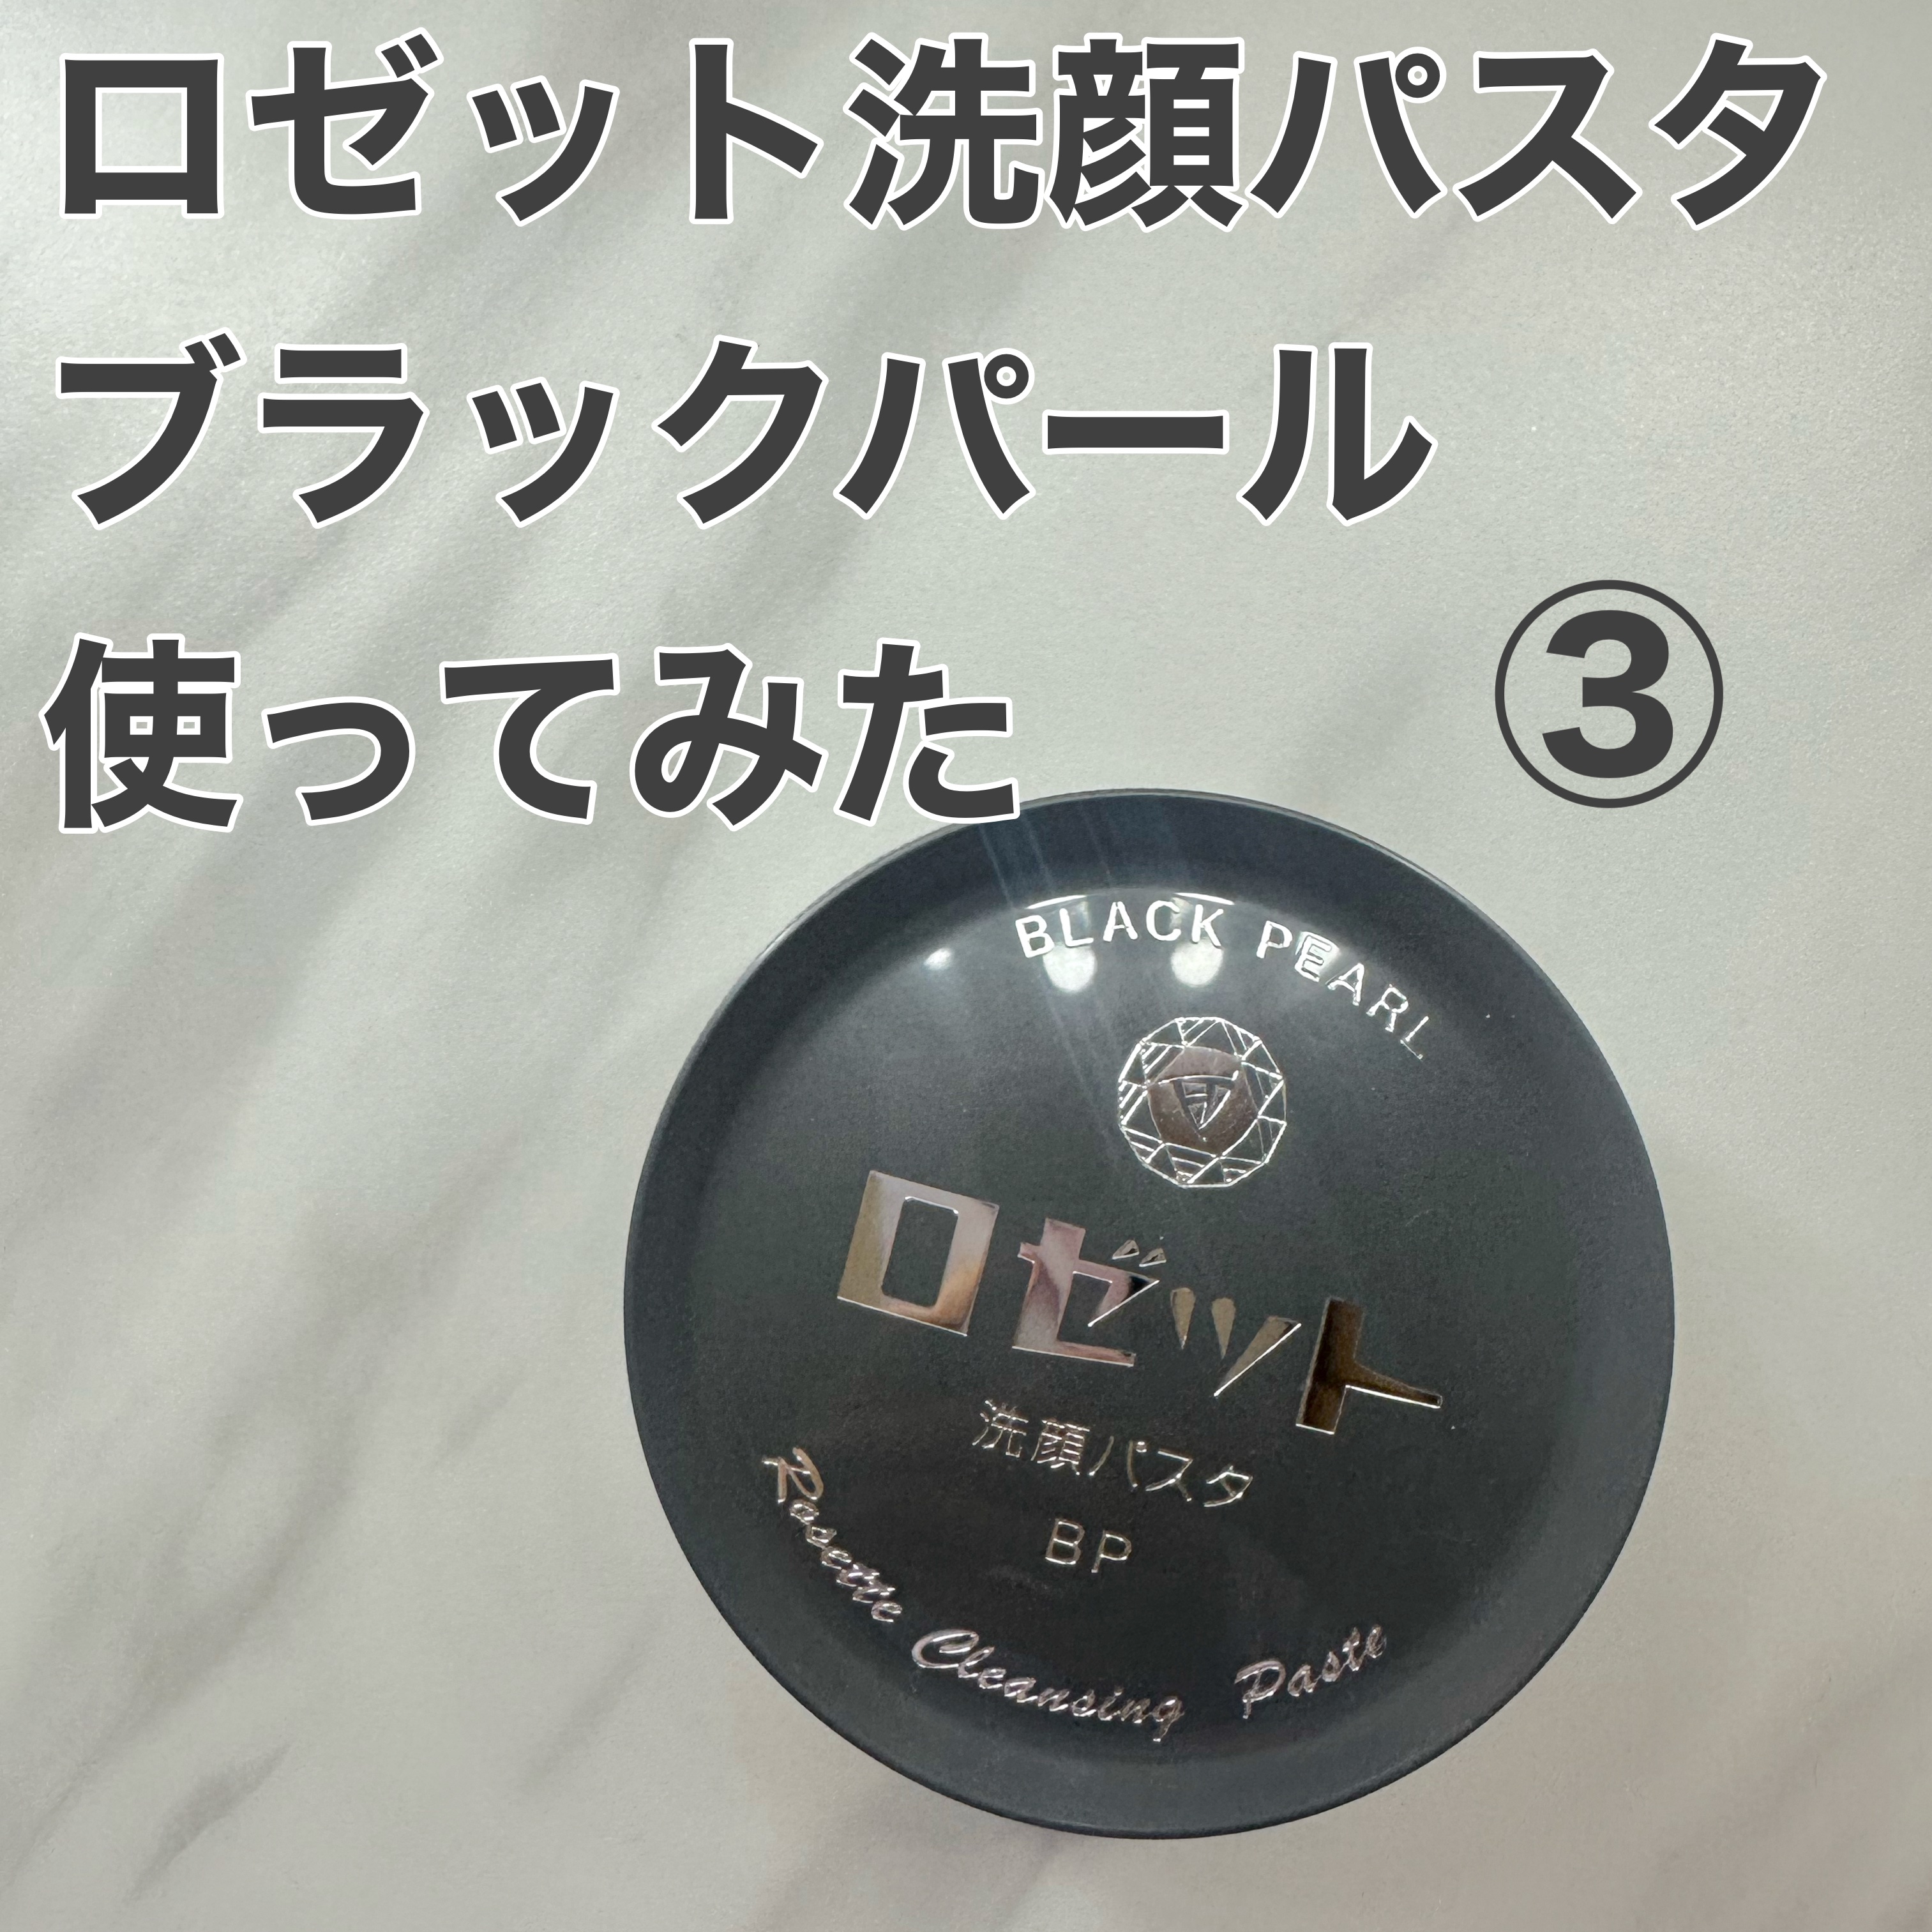 ロゼット洗顔パスタ
ブラックパール
使ってみた
③
BLACK PEARL
ロゼット
洗顔パスタ
BP
Rosette Cleansing Paste